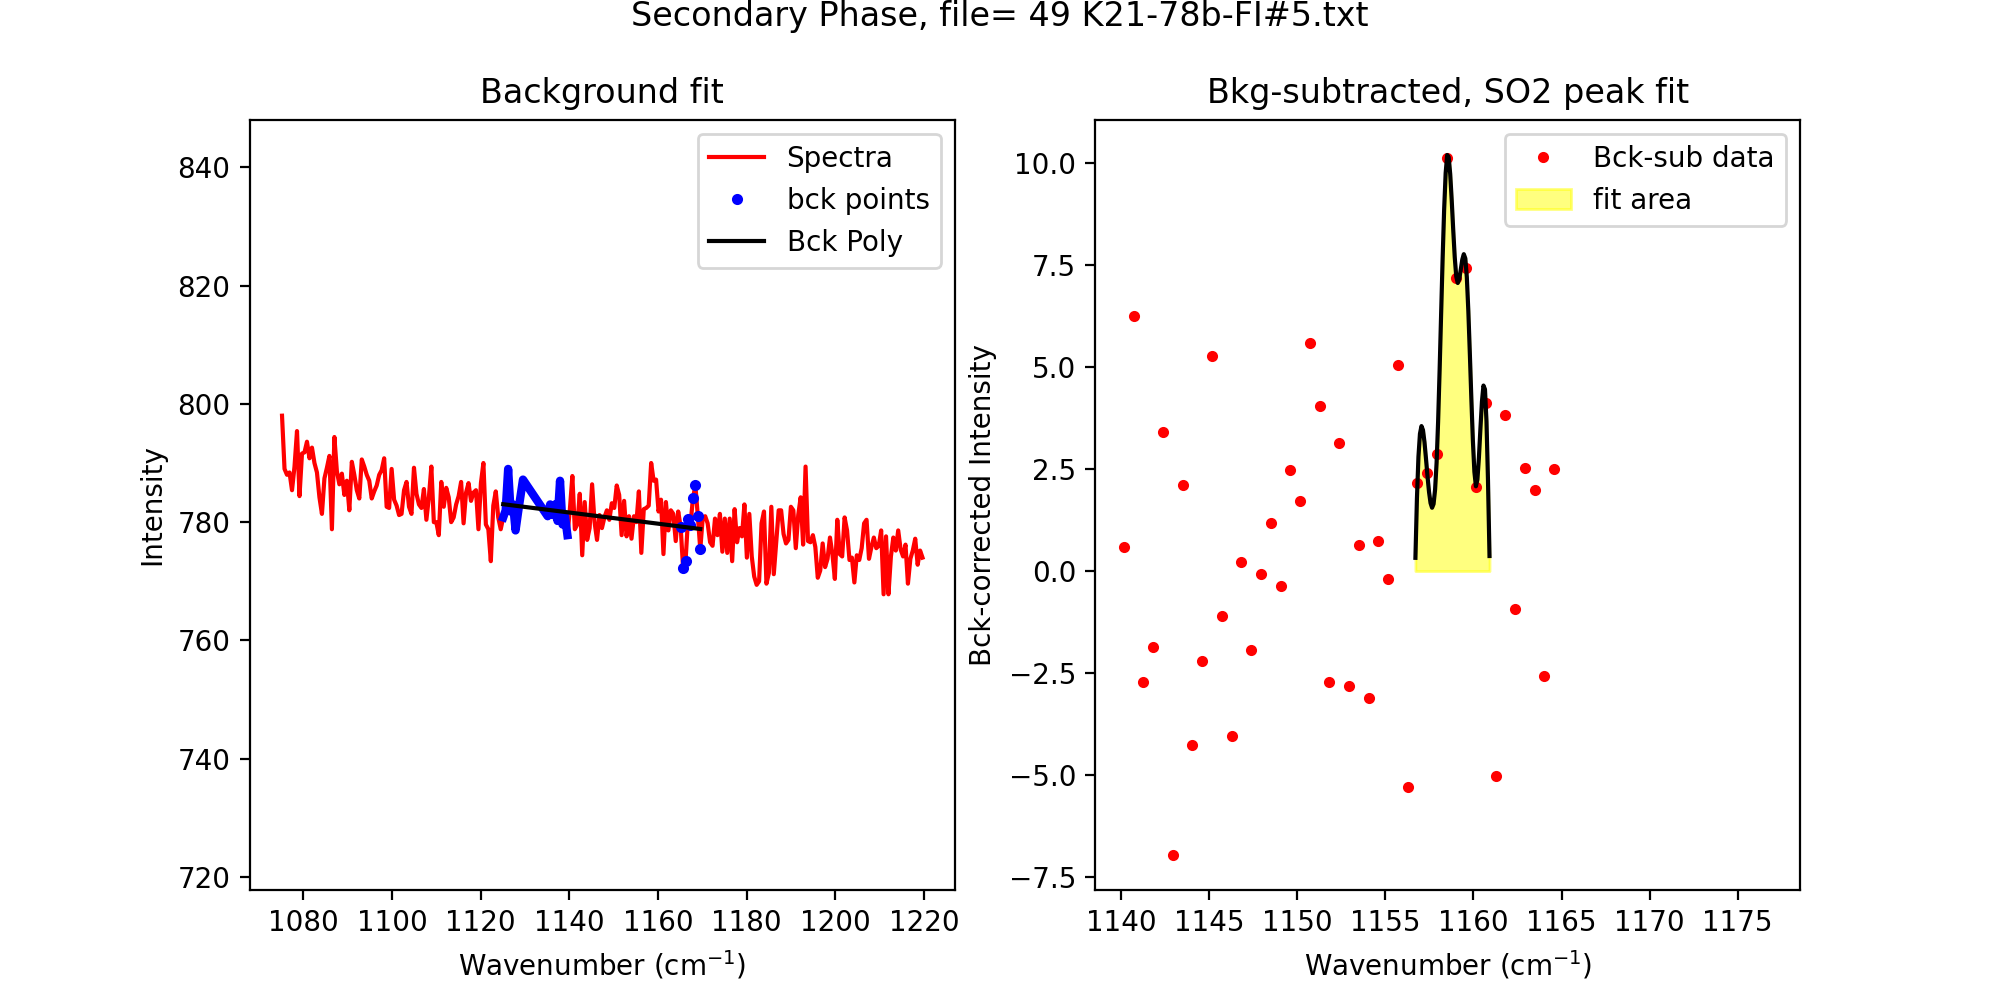 Secondary Phase, file= 49 K21-78b-FI#5.txt
Background fit
Spectra
bck points
Bck Poly
Intensity
840
820
800
780
760
740
720
1080 1100 1120 1140 1160 1180 1200 1220
Wavenumber (cm⁻¹)
Bkg-subtracted, SO2 peak fit
Bck-sub data
fit area
Bck-corrected Intensity
10.0
7.5
5.0
2.5
0.0
−2.5
−5.0
−7.5
1140 1145 1150 1155 1160 1165 1170 1175
Wavenumber (cm⁻¹)